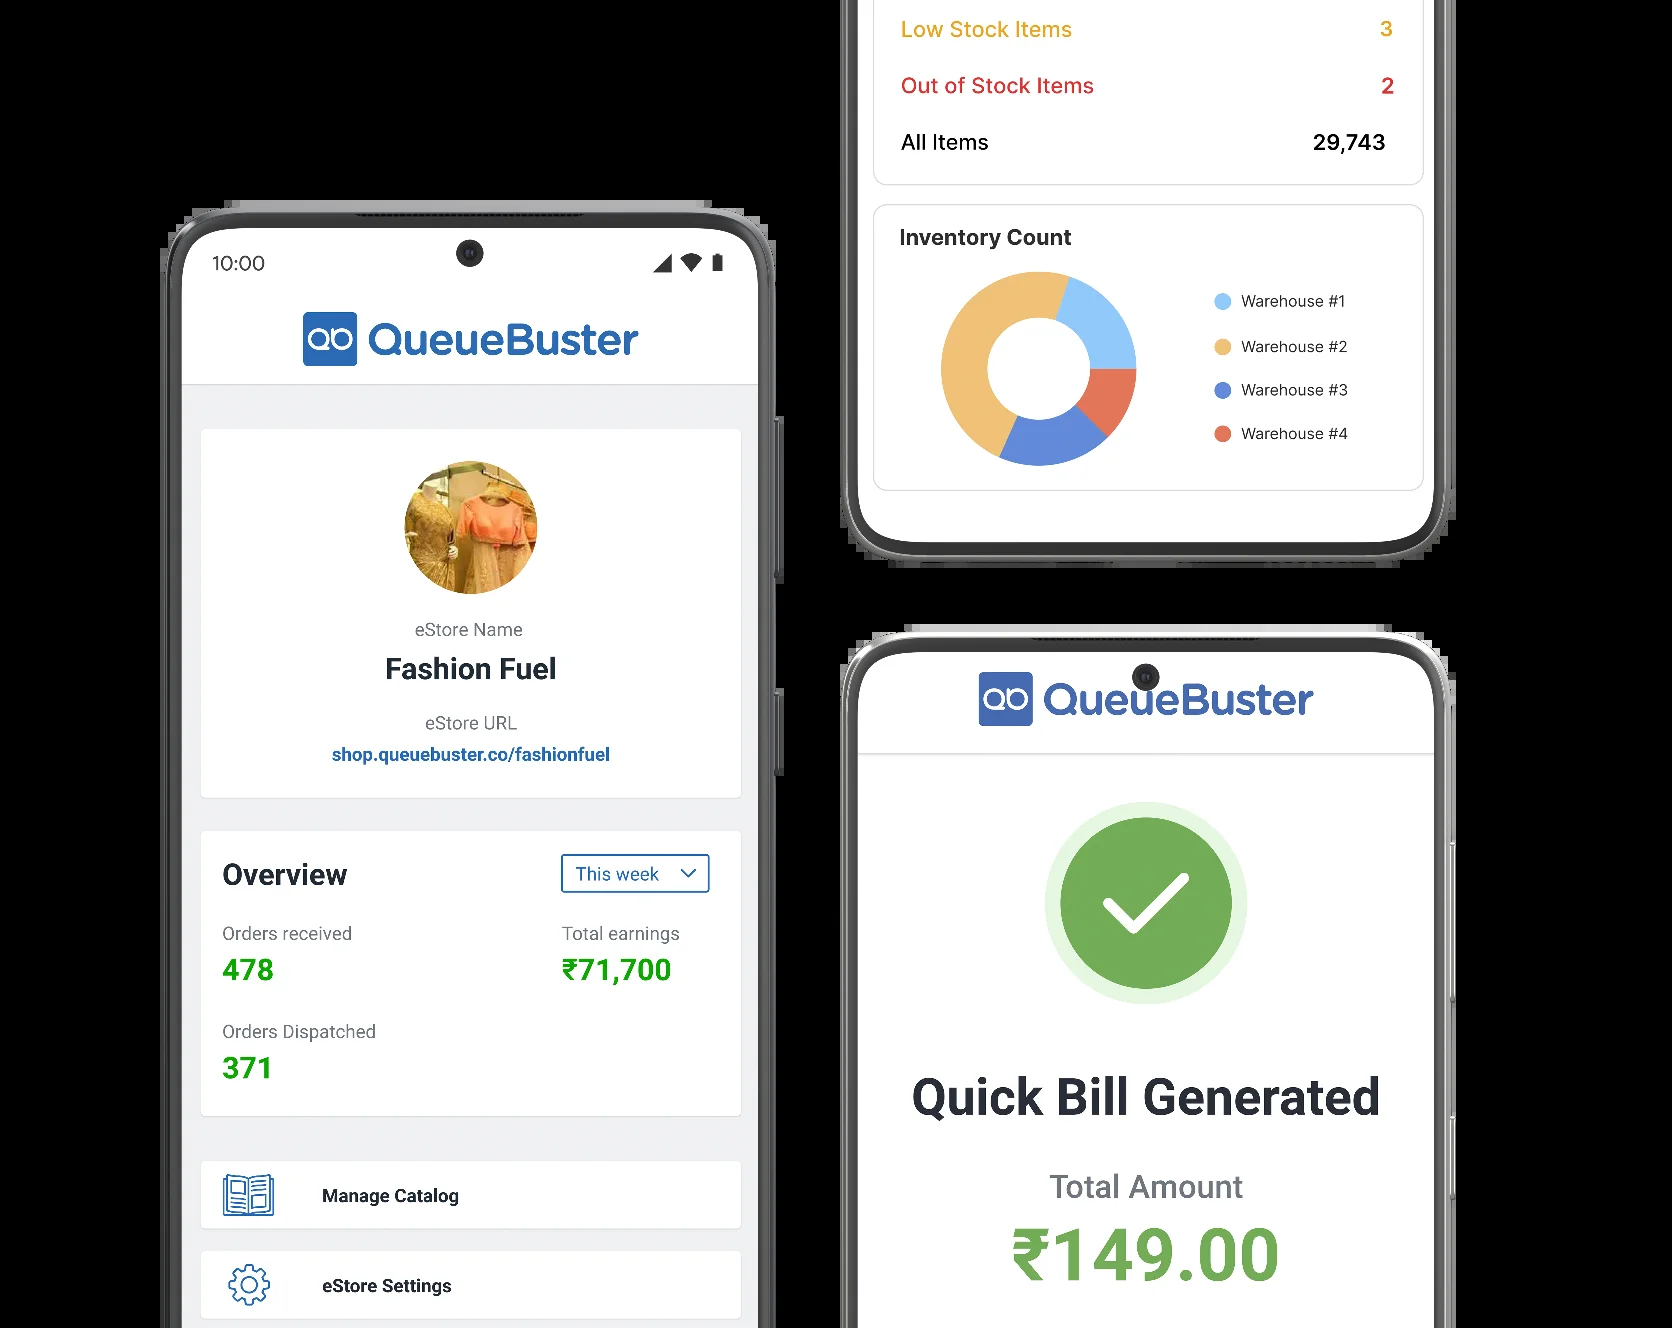 10:00
QB QueueBuster
eStore Name
Fashion Fuel
eStore URL
shop.queuebuster.co/fashionfuel
Overview
This week
Orders received
Total earnings
478
₹71,700
Orders Dispatched
371
Manage Catalog
eStore Settings
Low Stock Items 3
Out of Stock Items 2
All Items 29,743
Inventory Count
Warehouse #1
Warehouse #2
Warehouse #3
Warehouse #4
QB QueueBuster
Quick Bill Generated
Total Amount
₹149.00